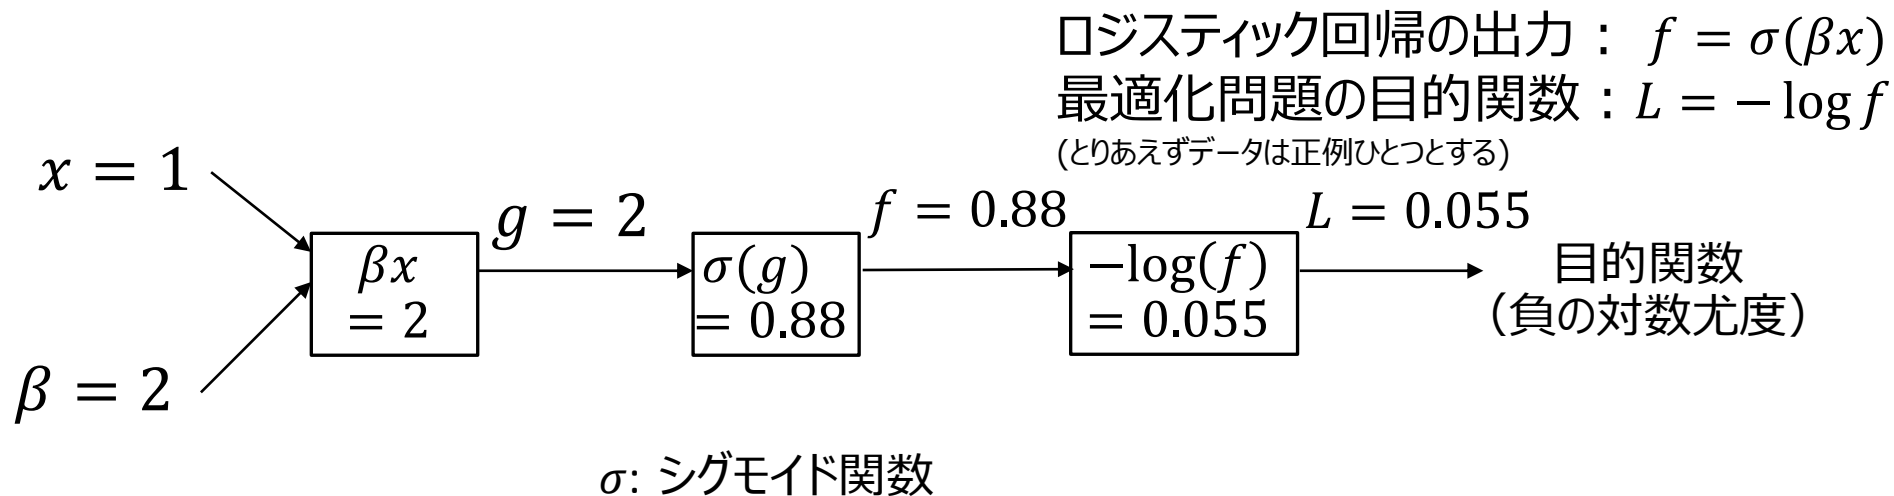 ロジスティック回帰の出力： f = σ(βx)
最適化問題の目的関数：L = − log f
(とりあえずデータは正例ひとつとする)
x = 1
g = 2
f = 0.88
L = 0.055
βx
= 2
σ(g)
= 0.88
−log(f)
= 0.055
目的関数
（負の対数尤度）
β = 2
σ: シグモイド関数